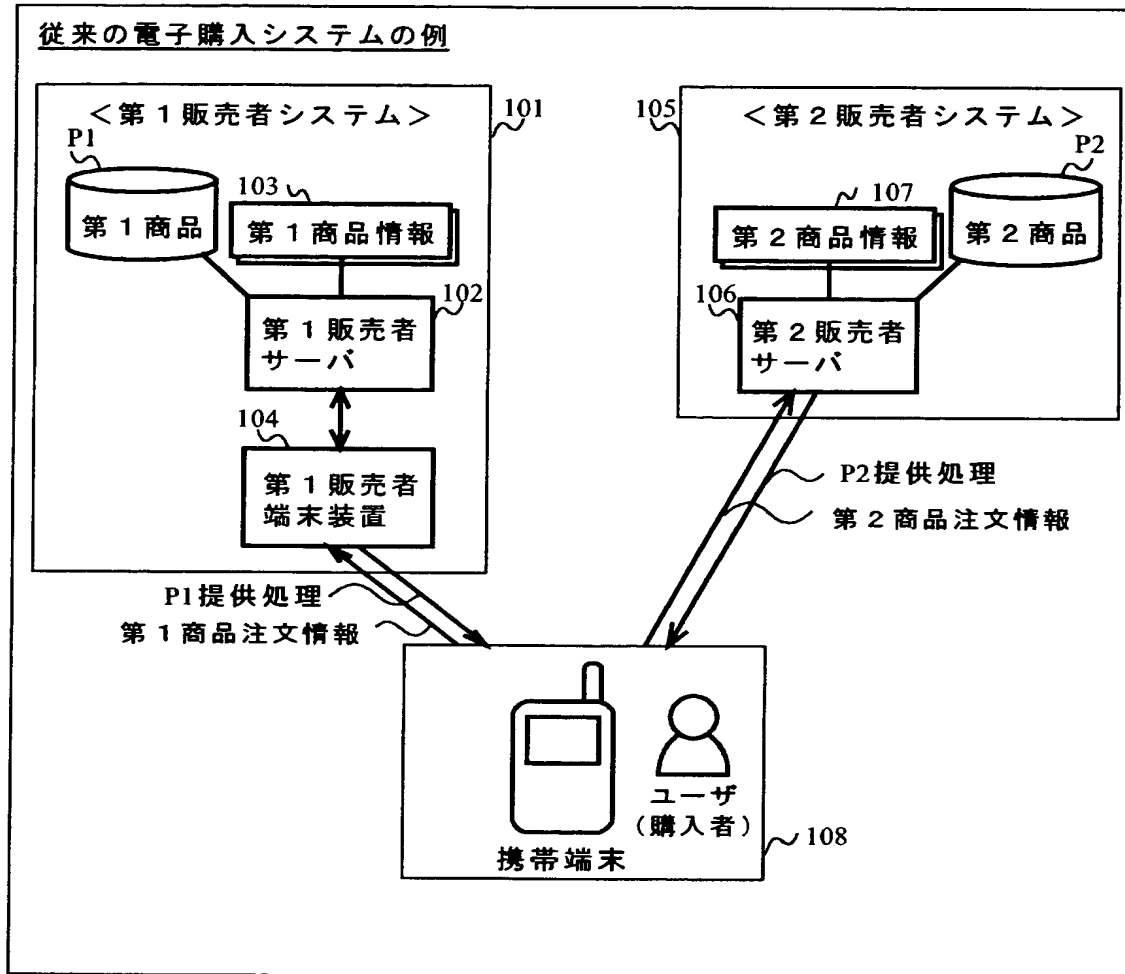 従来の電子購入システムの例
<第1販売者システム>
101
P1
第1商品
103
第1商品情報
102
第1販売者
サーバ
104
第1販売者
端末装置
105
<第2販売者システム>
P2
107
第2商品情報
第2商品
106
第2販売者
サーバ
P2提供処理
第2商品注文情報
P1提供処理
第1商品注文情報
ユーザ
(購入者)
携帯端末
108